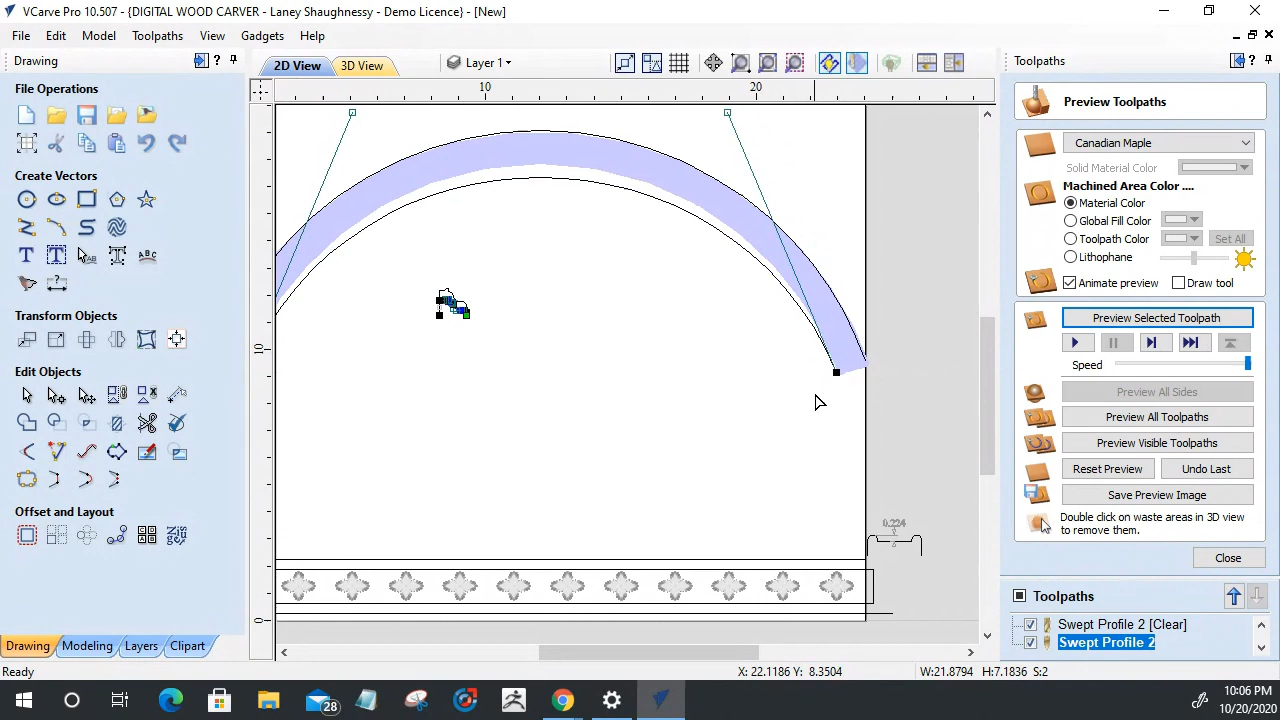 VCarve Pro 10.507 - {DIGITAL WOOD CARVER - Laney Shaughnessy - Demo Licence} - [New]
File Edit Model Toolpaths View Gadgets Help
Drawing
2D View
3D View
Layer 1
Toolpaths
File Operations
10
20
Preview Toolpaths
Canadian Maple
Solid Material Color
Create Vectors
Machined Area Color ....
Material Color
Global Fill Color
Toolpath Color
Set All
Lithophane
Animate preview
Draw tool
Transform Objects
Preview Selected Toolpath
10
Speed
Edit Objects
Preview All Sides
Preview All Toolpaths
Preview Visible Toolpaths
Reset Preview
Undo Last
Save Preview Image
Offset and Layout
0.224
Double click on waste areas in 3D view
to remove them.
Close
Toolpaths
0
Swept Profile 2 [Clear]
Swept Profile 2
Drawing
Modeling
Layers
Clipart
Ready
X: 22.1186 Y: 8.3504
W:21.8794 H:7.1836 S:2
28
10:06 PM
10/20/2020